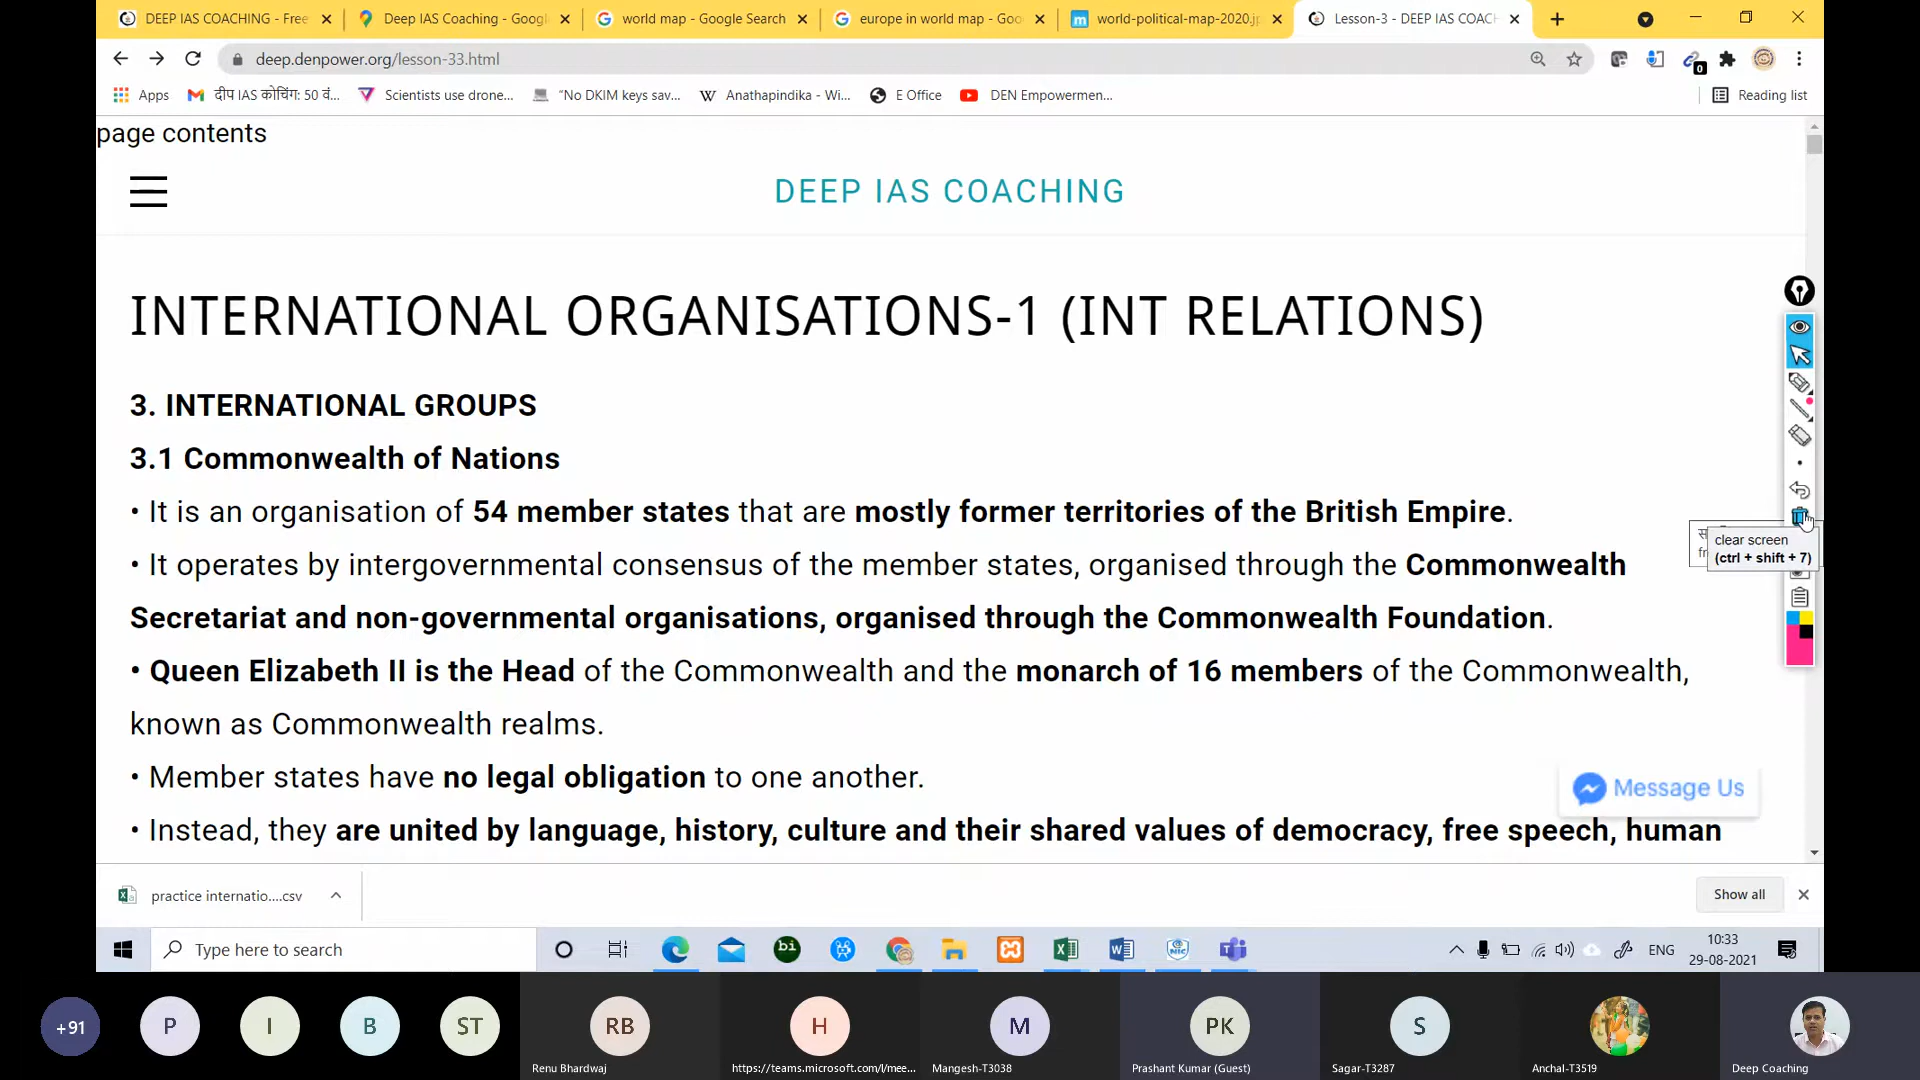 DEEP IAS COACHING - Free
Deep IAS Coaching - Googl
world map - Google Search
europe in world map - Goo
world-political-map-2020.j
Lesson-3 - DEEP IAS COACH
deep.denpower.org/lesson-33.html
0
Apps
दीप IAS कोचिंग: 50 वं...
Scientists use drone...
"No DKIM keys sav...
Anathapindika - Wi...
E Office
DEN Empowermen...
Reading list
page contents
DEEP IAS COACHING
INTERNATIONAL ORGANISATIONS-1 (INT RELATIONS)
3. INTERNATIONAL GROUPS
3.1 Commonwealth of Nations
• It is an organisation of 54 member states that are mostly former territories of the British Empire.
• It operates by intergovernmental consensus of the member states, organised through the Commonwealth
Secretariat and non-governmental organisations, organised through the Commonwealth Foundation.
• Queen Elizabeth II is the Head of the Commonwealth and the monarch of 16 members of the Commonwealth,
known as Commonwealth realms.
• Member states have no legal obligation to one another.
• Instead, they are united by language, history, culture and their shared values of democracy, free speech, human
clear screen
(ctrl + shift + 7)
Message Us
practice internatio....csv
Show all
Type here to search
bi
ENG
10:33
29-08-2021
+91
P
I
B
ST
RB
H
M
PK
S
Renu Bhardwaj
https://teams.microsoft.com/l/mee...
Mangesh-T3038
Prashant Kumar (Guest)
Sagar-T3287
Anchal-T3519
Deep Coaching